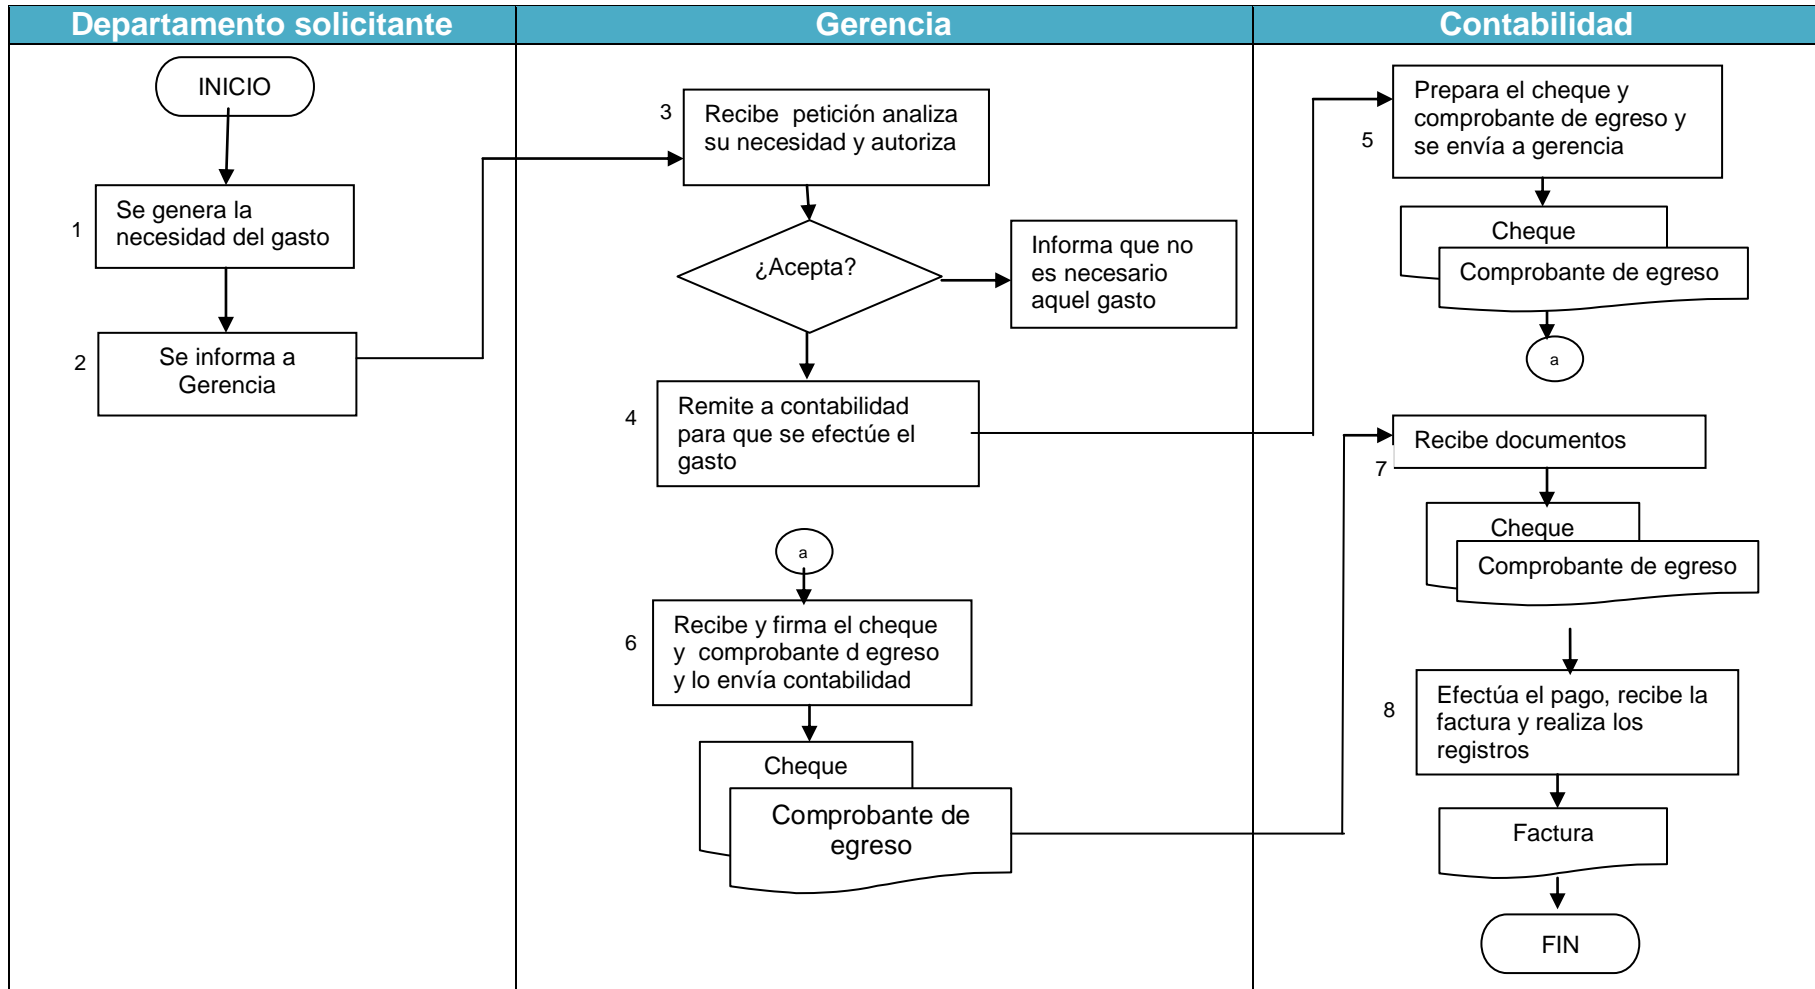 Departamento solicitante
Gerencia
Contabilidad
INICIO
1
Se genera la
necesidad del gasto
2
Se informa a
Gerencia
3
Recibe petición analiza
su necesidad y autoriza
¿Acepta?
Informa que no
es necesario
aquel gasto
4
Remite a contabilidad
para que se efectúe el
gasto
a
6
Recibe y firma el cheque
y comprobante d egreso
y lo envía contabilidad
Cheque
Comprobante de
egreso
5
Prepara el cheque y
comprobante de egreso y
se envía a gerencia
Cheque
Comprobante de egreso
a
Recibe documentos
7
Cheque
Comprobante de egreso
8
Efectúa el pago, recibe la
factura y realiza los
registros
Factura
FIN